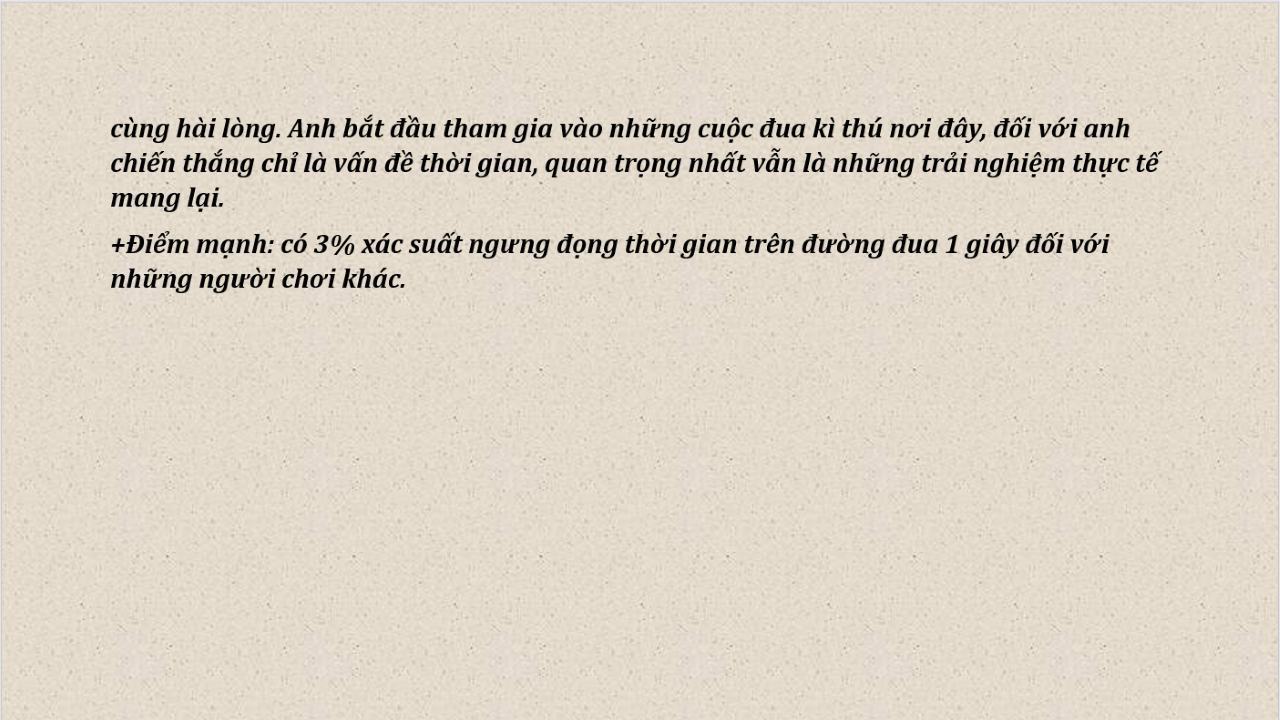 cùng hài lòng. Anh bắt đầu tham gia vào những cuộc đua kì thú nơi đây, đối với anh
chiến thắng chỉ là vấn đề thời gian, quan trọng nhất vẫn là những trải nghiệm thực tế
mang lại.
+Điểm mạnh: có 3% xác suất ngưng đọng thời gian trên đường đua 1 giây đối với
những người chơi khác.